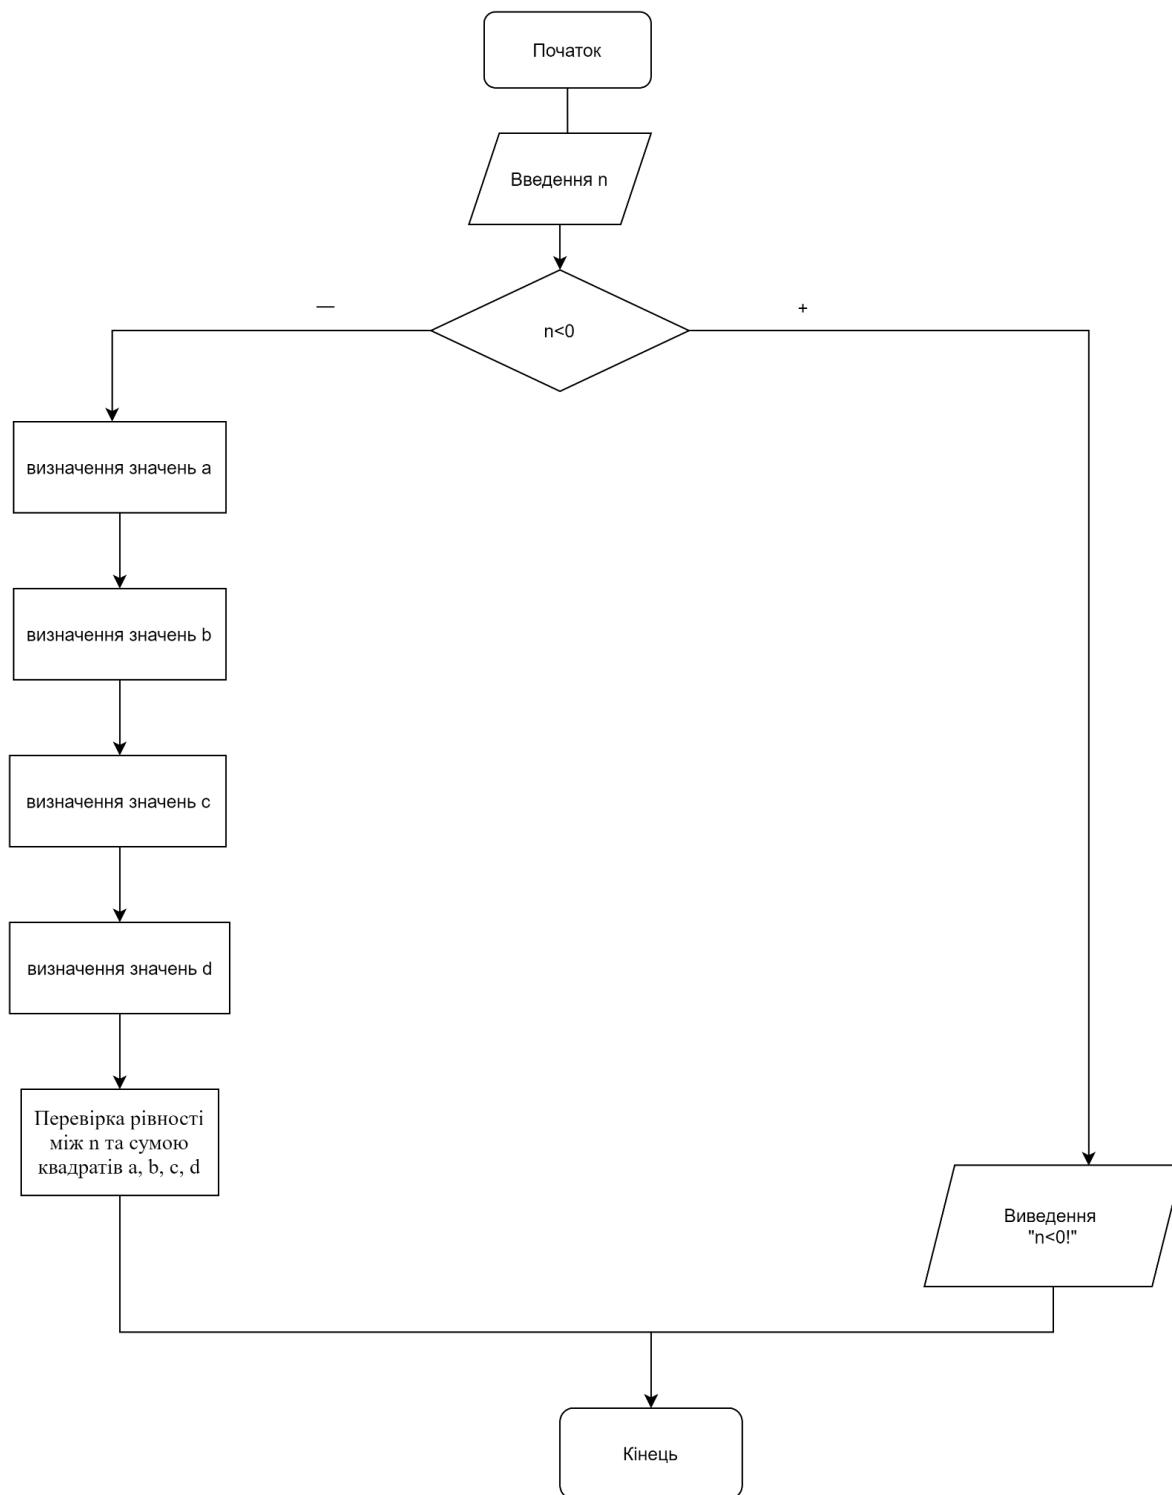 Початок
Введення n
n<0
—
+
визначення значень a
визначення значень b
визначення значень c
визначення значень d
Перевірка рівності
між n та сумою
квадратів a, b, c, d
Виведення
"n<0!"
Кінець